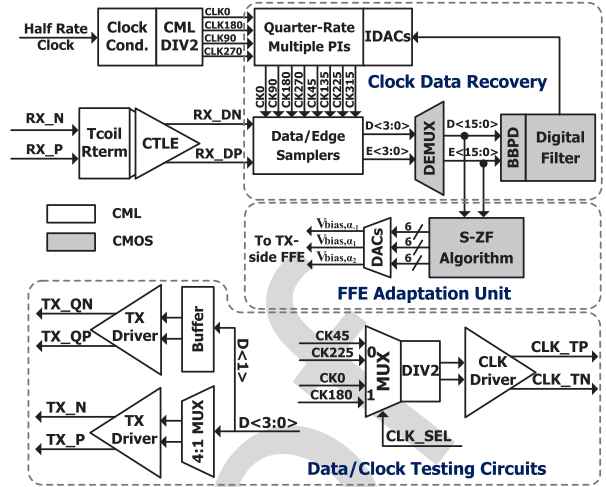 Half Rate
Clock
Clock
Cond.
CML
DIV2
CLK0
CLK180
CLK90
CLK270
Quarter-Rate
Multiple PIs
IDACs
CK0
CK90
CK180
CK270
CK45
CK135
CK225
CK315
Clock Data Recovery
RX_N
RX_P
Tcoil
Rterm
CTLE
RX_DN
RX_DP
Data/Edge
Samplers
D<3:0>
E<3:0>
DEMUX
D<15:0>
E<15:0>
BBPD
Digital
Filter
CML
CMOS
To TX-
side FFE
Vbias,α-1
Vbias,α1
Vbias,α2
DACs
6
6
6
S-ZF
Algorithm
FFE Adaptation Unit
TX_QN
TX_QP
TX
Driver
Buffer
D<1>
TX_N
TX_P
TX
Driver
4:1 MUX
D<3:0>
CK45
CK225
CK0
CK180
0
1
MUX
DIV2
CLK
Driver
CLK_TP
CLK_TN
CLK_SEL
Data/Clock Testing Circuits